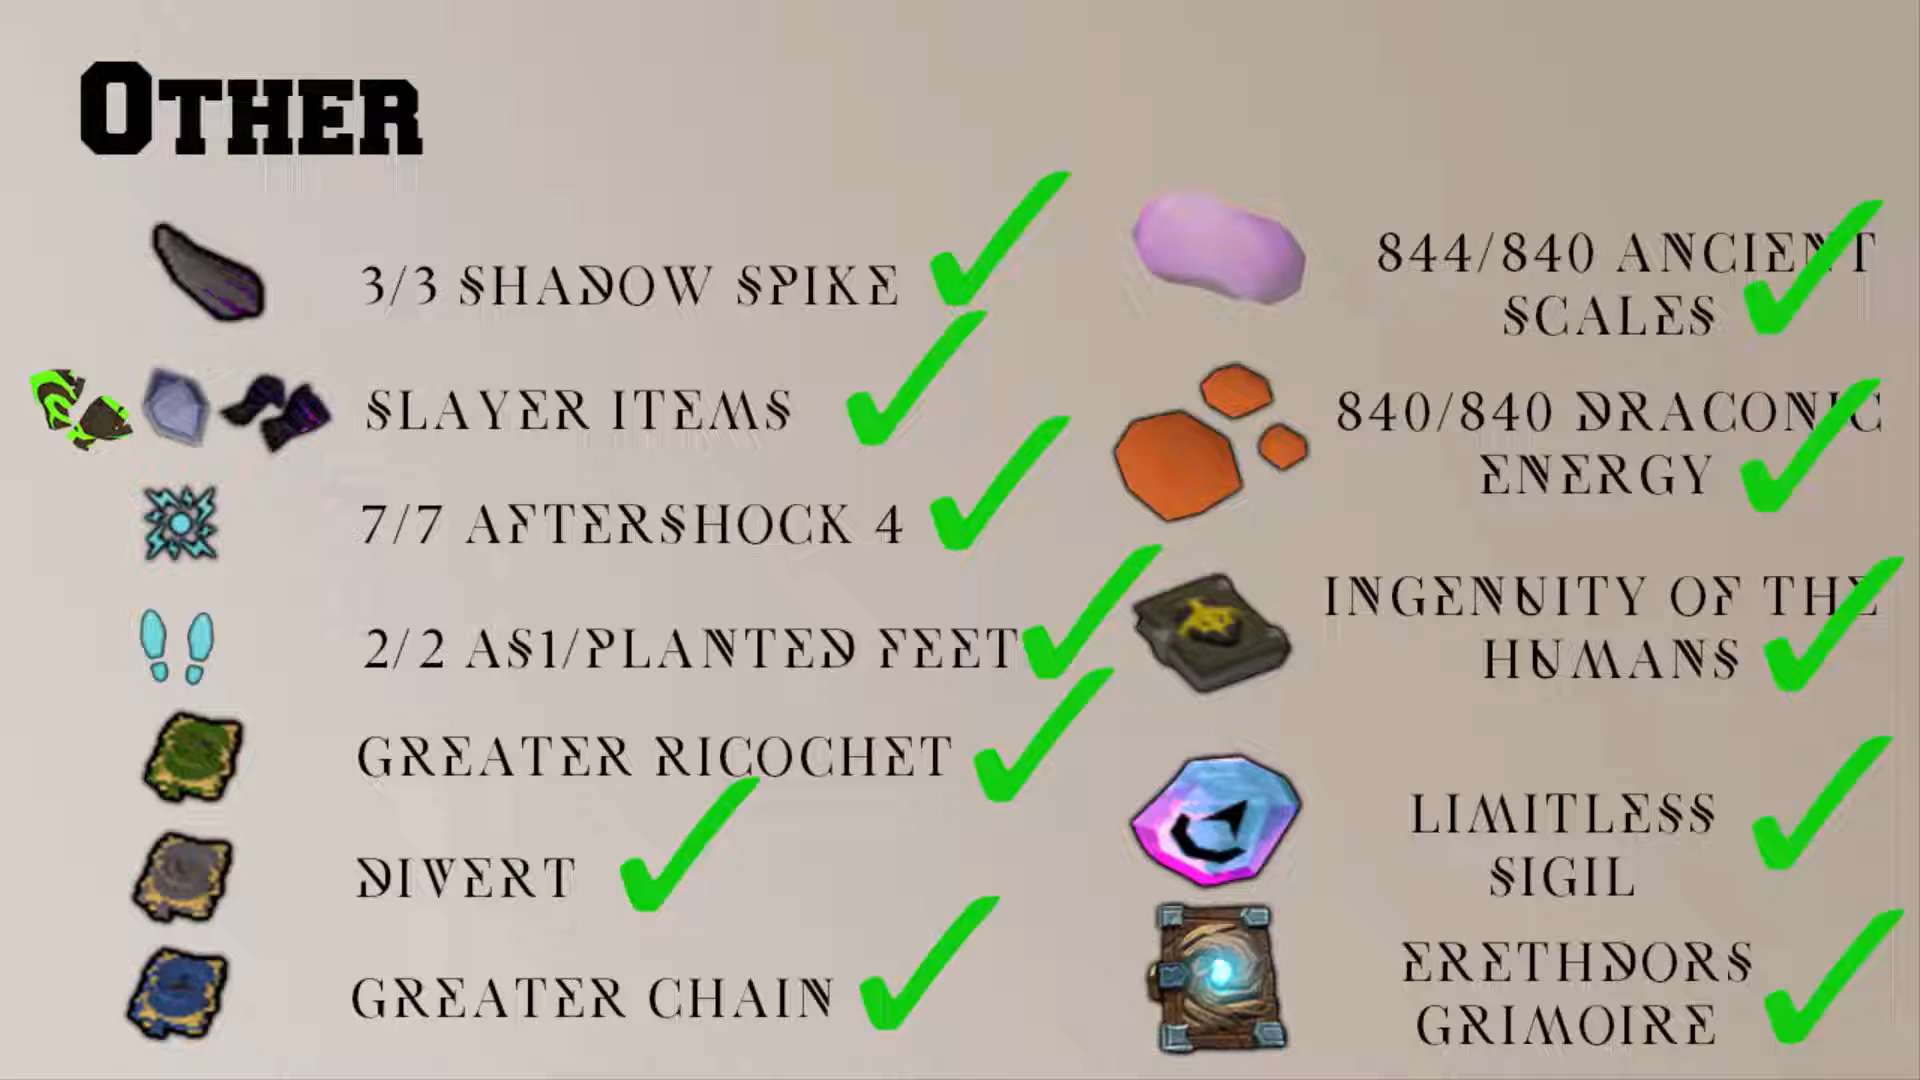 OTHER
3/3 SHADOW SPIKE
SLAYER ITEMS
7/7 AFTERSHOCK 4
2/2 AS1/PLANTED FEET
GREATER RICOCHET
DIVERT
GREATER CHAIN
844/840 ANCIENT
SCALES
840/840 DRACONIC
ENERGY
INGENUITY OF THE
HUMANS
LIMITLESS
SIGIL
ERETHDORS
GRIMOIRE